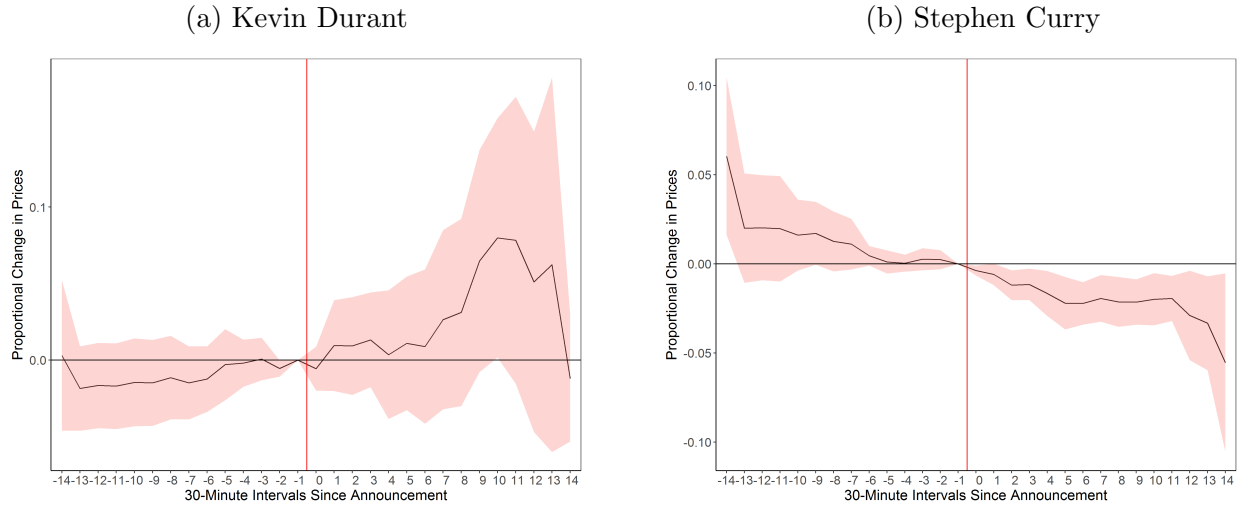 (a) Kevin Durant
Proportional Change in Prices
0.1
0.0
-14 -13 -12 -11 -10 -9 -8 -7 -6 -5 -4 -3 -2 -1 0 1 2 3 4 5 6 7 8 9 10 11 12 13 14
30-Minute Intervals Since Announcement
(b) Stephen Curry
Proportional Change in Prices
0.10
0.05
0.00
-0.05
-0.10
-14 -13 -12 -11 -10 -9 -8 -7 -6 -5 -4 -3 -2 -1 0 1 2 3 4 5 6 7 8 9 10 11 12 13 14
30-Minute Intervals Since Announcement